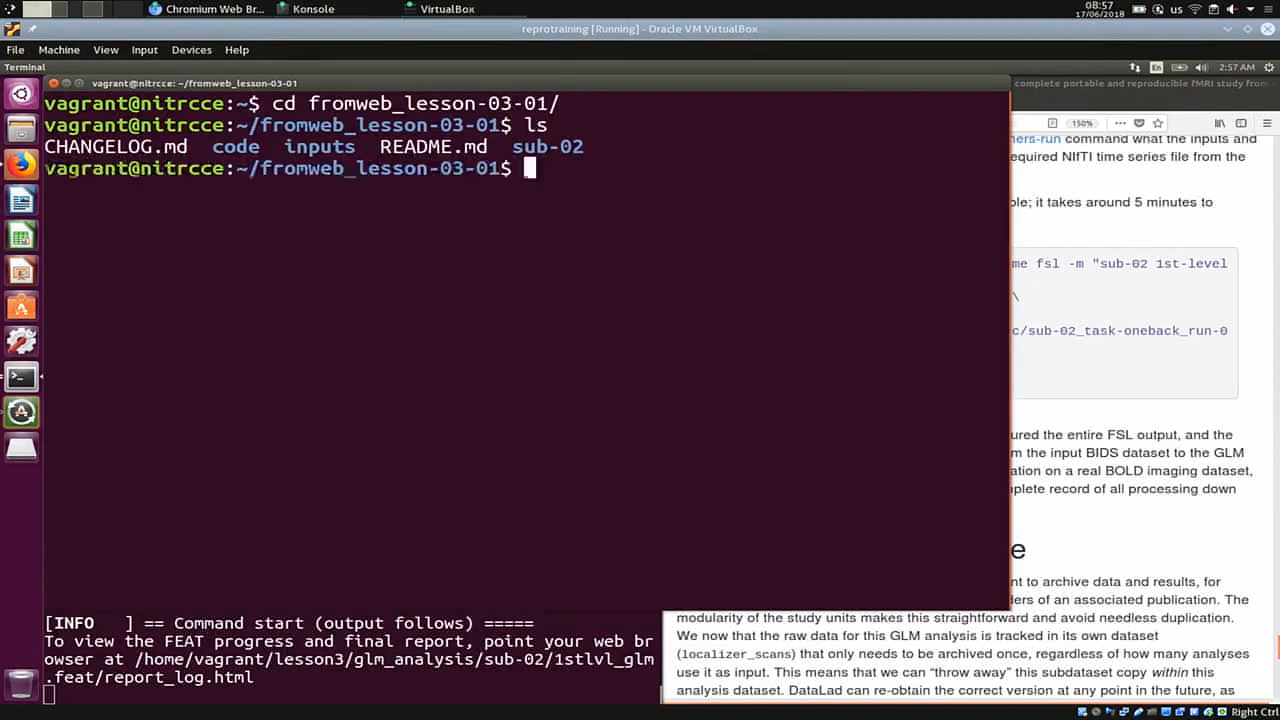 Chromium Web Br...
Konsole
VirtualBox
us
08:57
17/06/2018
reprotraining [Running] - Oracle VM VirtualBox
File Machine View Input Devices Help
Terminal
En
2:57 AM
vagrant@nitrcce: ~/fromweb_lesson-03-01
complete portable and reproducible fMRI study from
vagrant@nitrcce:~$ cd fromweb_lesson-03-01/
vagrant@nitrcce:~/fromweb_lesson-03-01$ ls
CHANGELOG.md code inputs README.md sub-02
vagrant@nitrcce:~/fromweb_lesson-03-01$
150%
ners-run command what the inputs and
equired NIfTI time series file from the
ole; it takes around 5 minutes to
me fsl -m "sub-02 1st-level
\
c/sub-02_task-oneback_run-0
ured the entire FSL output, and the
m the input BIDS dataset to the GLM
ation on a real BOLD imaging dataset,
nplete record of all processing down
e
nt to archive data and results, for
ders of an associated publication. The
modularity of the study units makes this straightforward and avoid needless duplication.
We now that the raw data for this GLM analysis is tracked in its own dataset
(localizer_scans) that only needs to be archived once, regardless of how many analyses
use it as input. This means that we can “throw away” this subdataset copy within this
analysis dataset. DataLad can re-obtain the correct version at any point in the future, as
[INFO ] == Command start (output follows) =====
To view the FEAT progress and final report, point your web br
owser at /home/vagrant/lesson3/glm_analysis/sub-02/1stlvl_glm
.feat/report_log.html
Right Ctrl